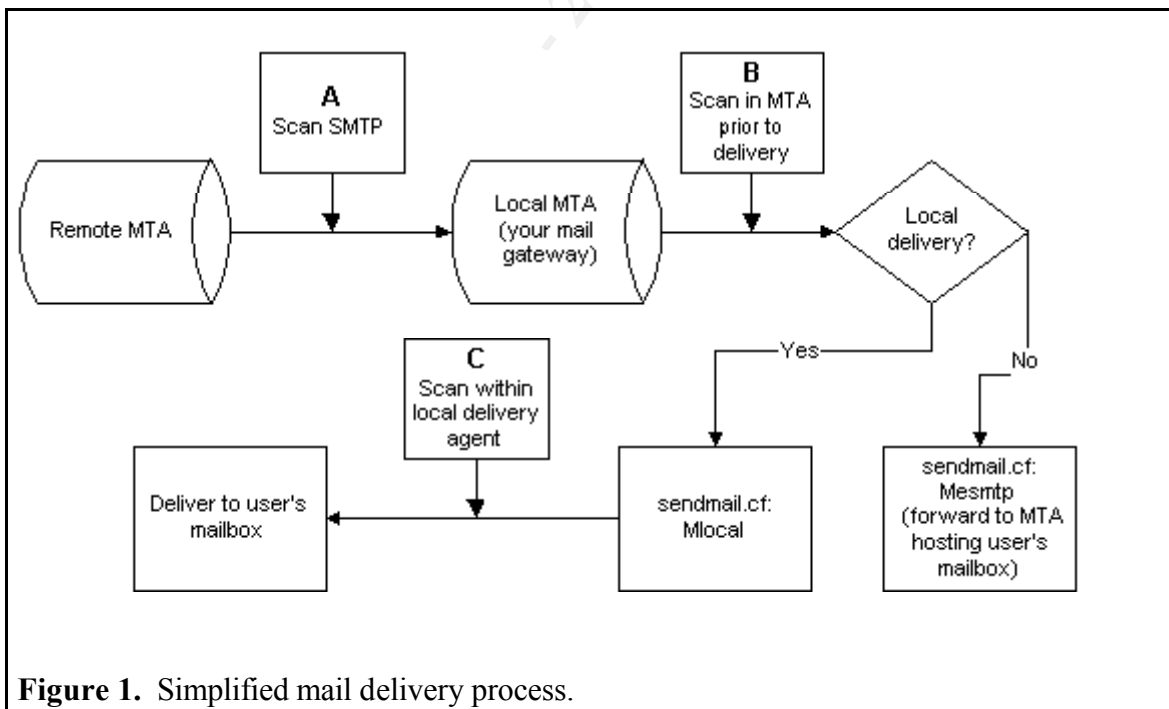 A
Scan SMTP
B
Scan in MTA
prior to
delivery
Remote MTA
Local MTA
(your mail
gateway)
Local
delivery?
Yes
No
C
Scan within
local delivery
agent
Deliver to user's
mailbox
sendmail.cf:
Mlocal
sendmail.cf:
Mesmtp
(forward to MTA
hosting user's
mailbox)
Figure 1. Simplified mail delivery process.